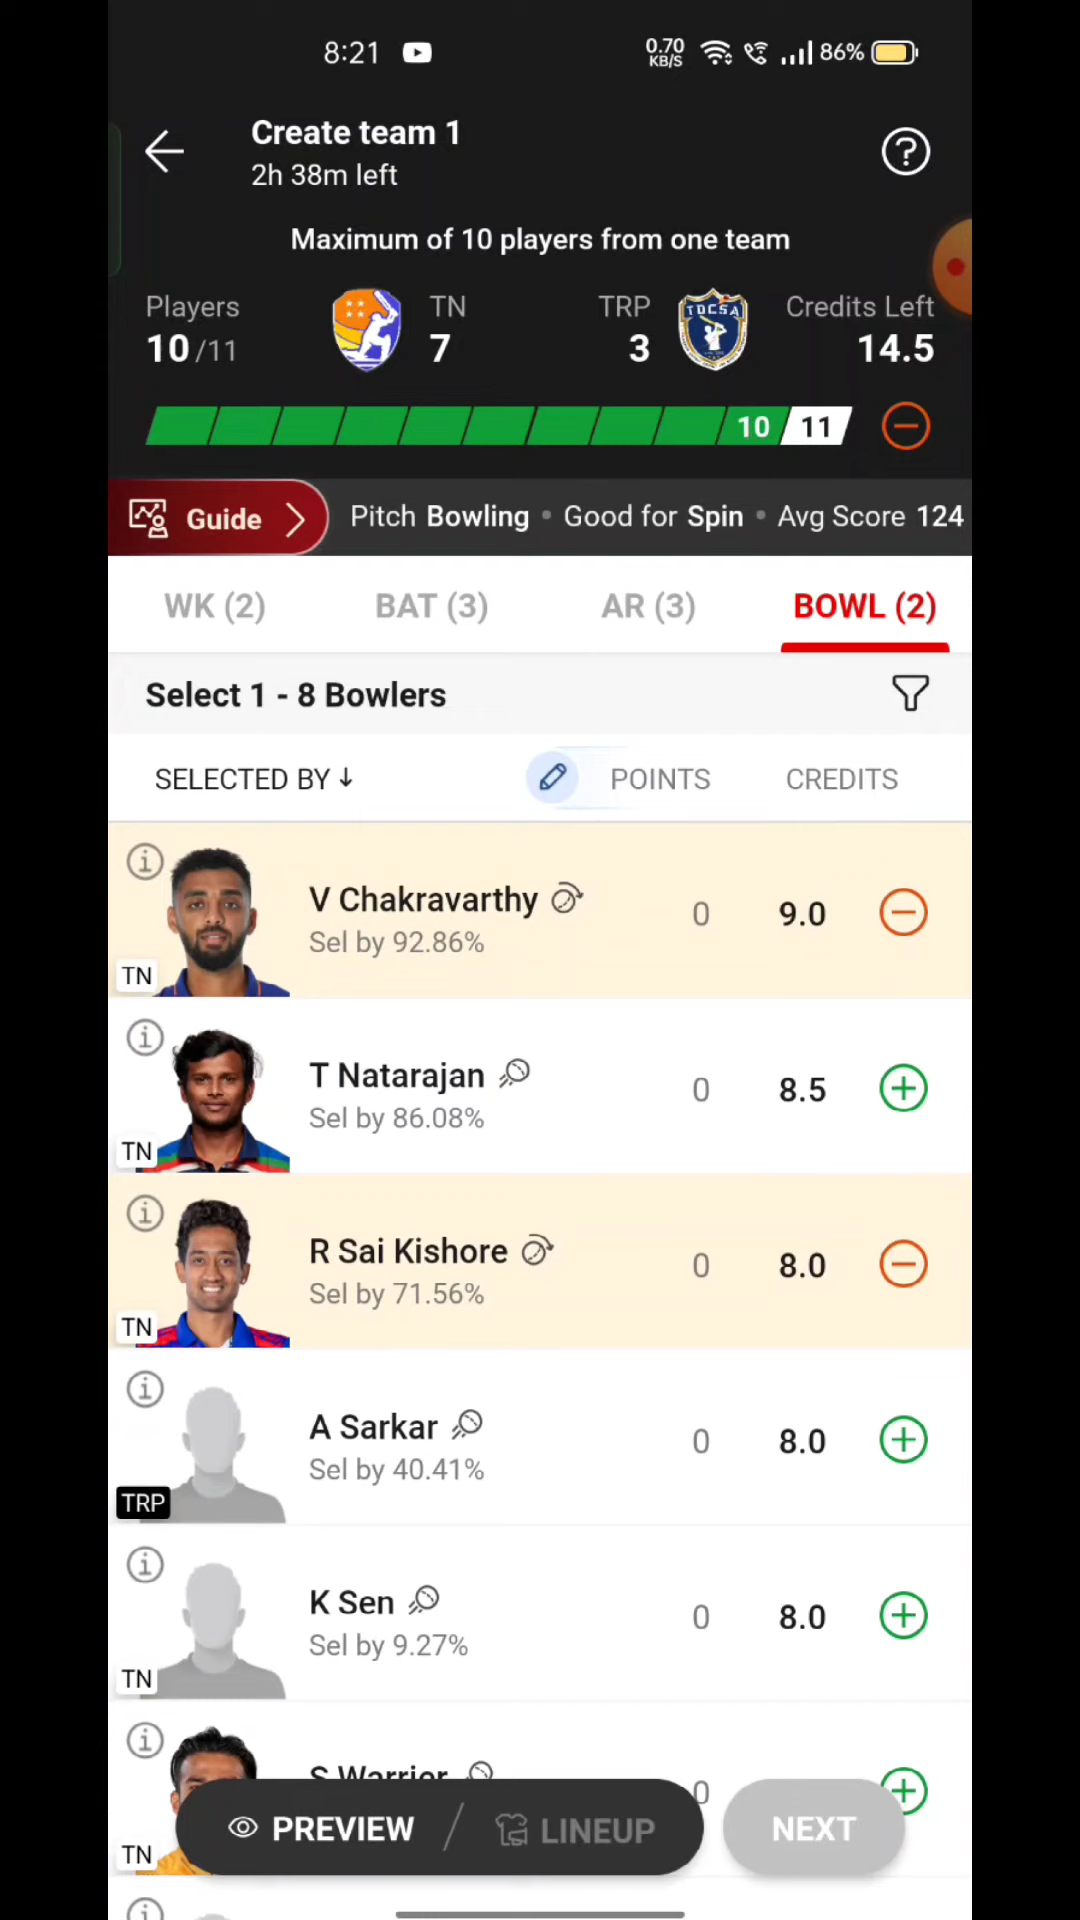 8:21
0.70 KB/S
86%
Create team 1
2h 38m left
Maximum of 10 players from one team
Players
10/11
TN
7
TRP
3
TDCSA
Credits Left
14.5
10
11
Guide
Pitch Bowling • Good for Spin • Avg Score 124
WK (2)
BAT (3)
AR (3)
BOWL (2)
Select 1 - 8 Bowlers
SELECTED BY ↓
POINTS
CREDITS
V Chakravarthy
Sel by 92.86%
0
9.0
TN
T Natarajan
Sel by 86.08%
0
8.5
TN
R Sai Kishore
Sel by 71.56%
0
8.0
TN
A Sarkar
Sel by 40.41%
0
8.0
TRP
K Sen
Sel by 9.27%
0
8.0
TN
S Warrier
0
TN
PREVIEW / LINEUP
NEXT